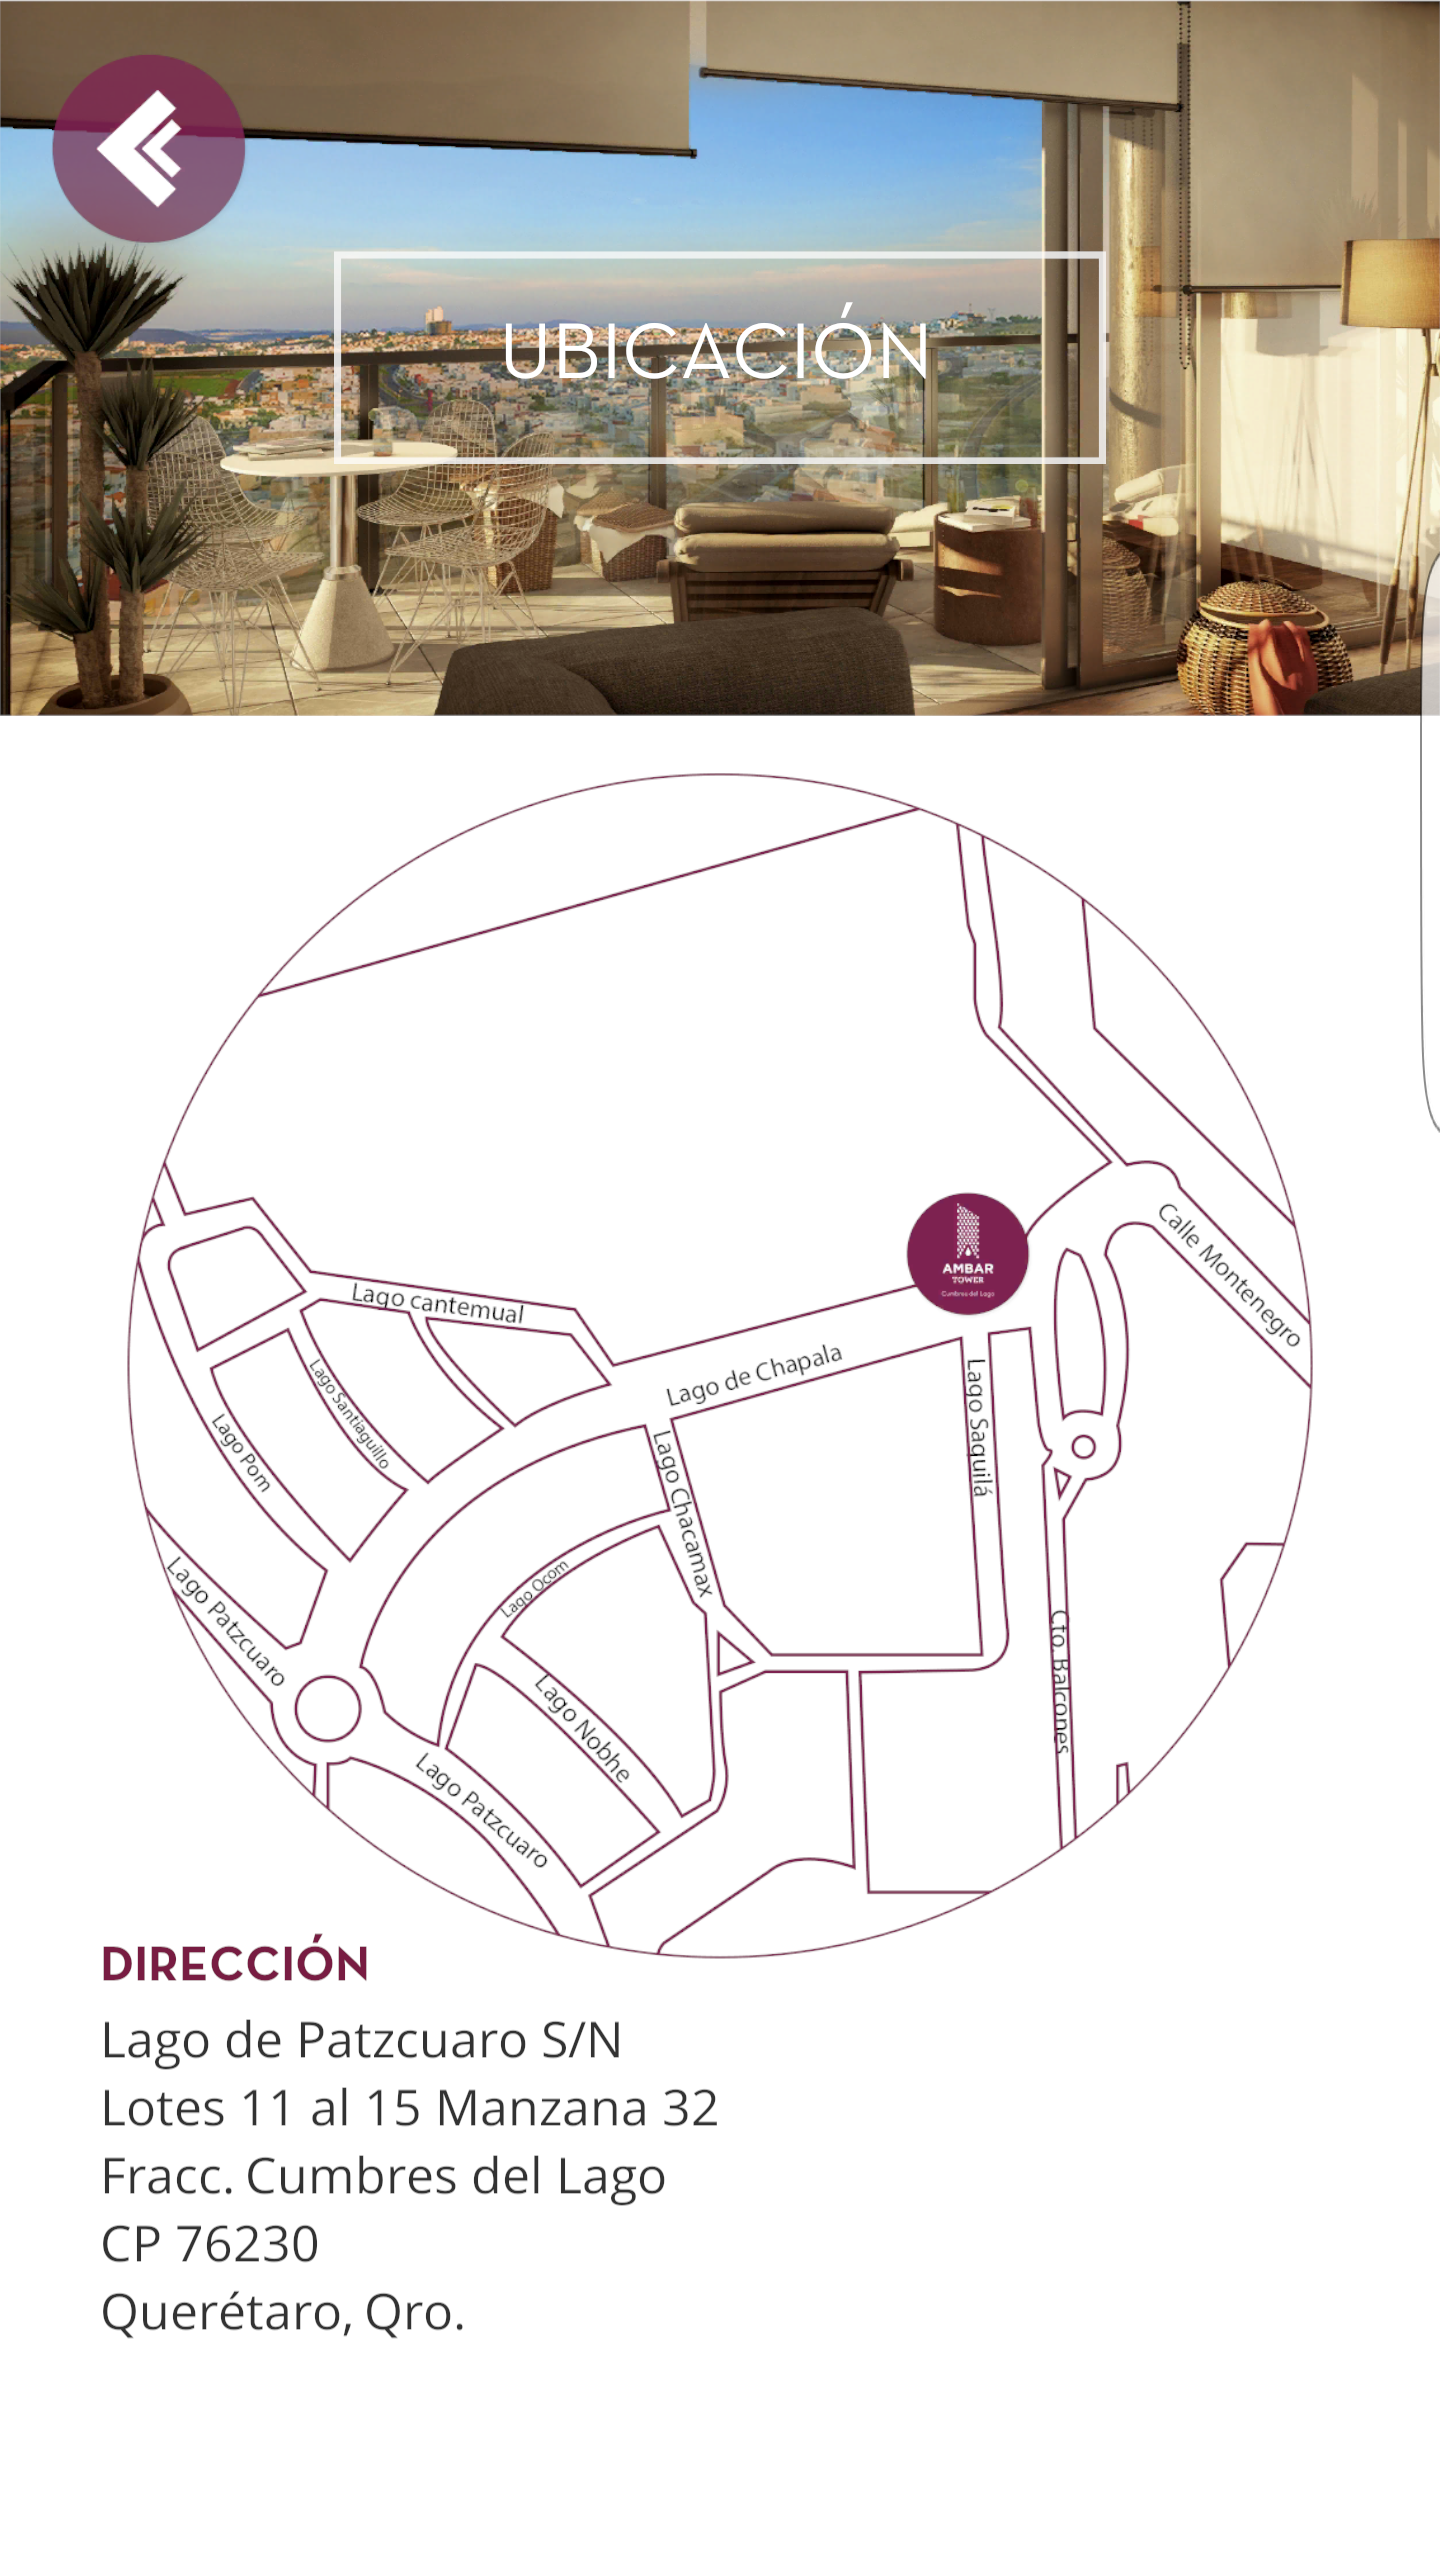 UBICACIÓN
AMBAR
TOWER
Cumbres del Lago
Calle Montenegro
Lago cantemual
Lago de Chapala
Lago Santiaguillo
Lago Saquilá
Lago Pom
Lago Chacamax
Lago Ocom
Lago Patzcuaro
Cto. Balcones
Lago Nobhe
Lago Patzcuaro
DIRECCIÓN
Lago de Patzcuaro S/N
Lotes 11 al 15 Manzana 32
Fracc. Cumbres del Lago
CP 76230
Querétaro, Qro.